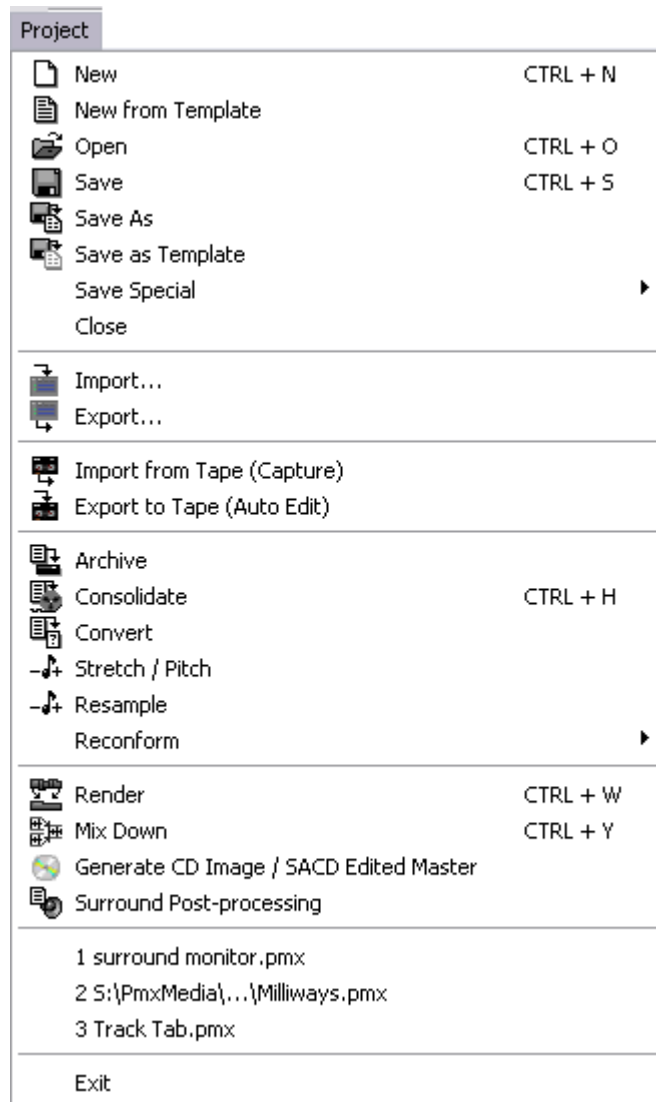 Project
New CTRL + N
New from Template
Open CTRL + O
Save CTRL + S
Save As
Save as Template
Save Special
Close
Import...
Export...
Import from Tape (Capture)
Export to Tape (Auto Edit)
Archive
Consolidate CTRL + H
Convert
Stretch / Pitch
Resample
Reconform
Render CTRL + W
Mix Down CTRL + Y
Generate CD Image / SACD Edited Master
Surround Post-processing
1 surround monitor.pmx
2 S:\PmxMedia\...\Milliways.pmx
3 Track Tab.pmx
Exit